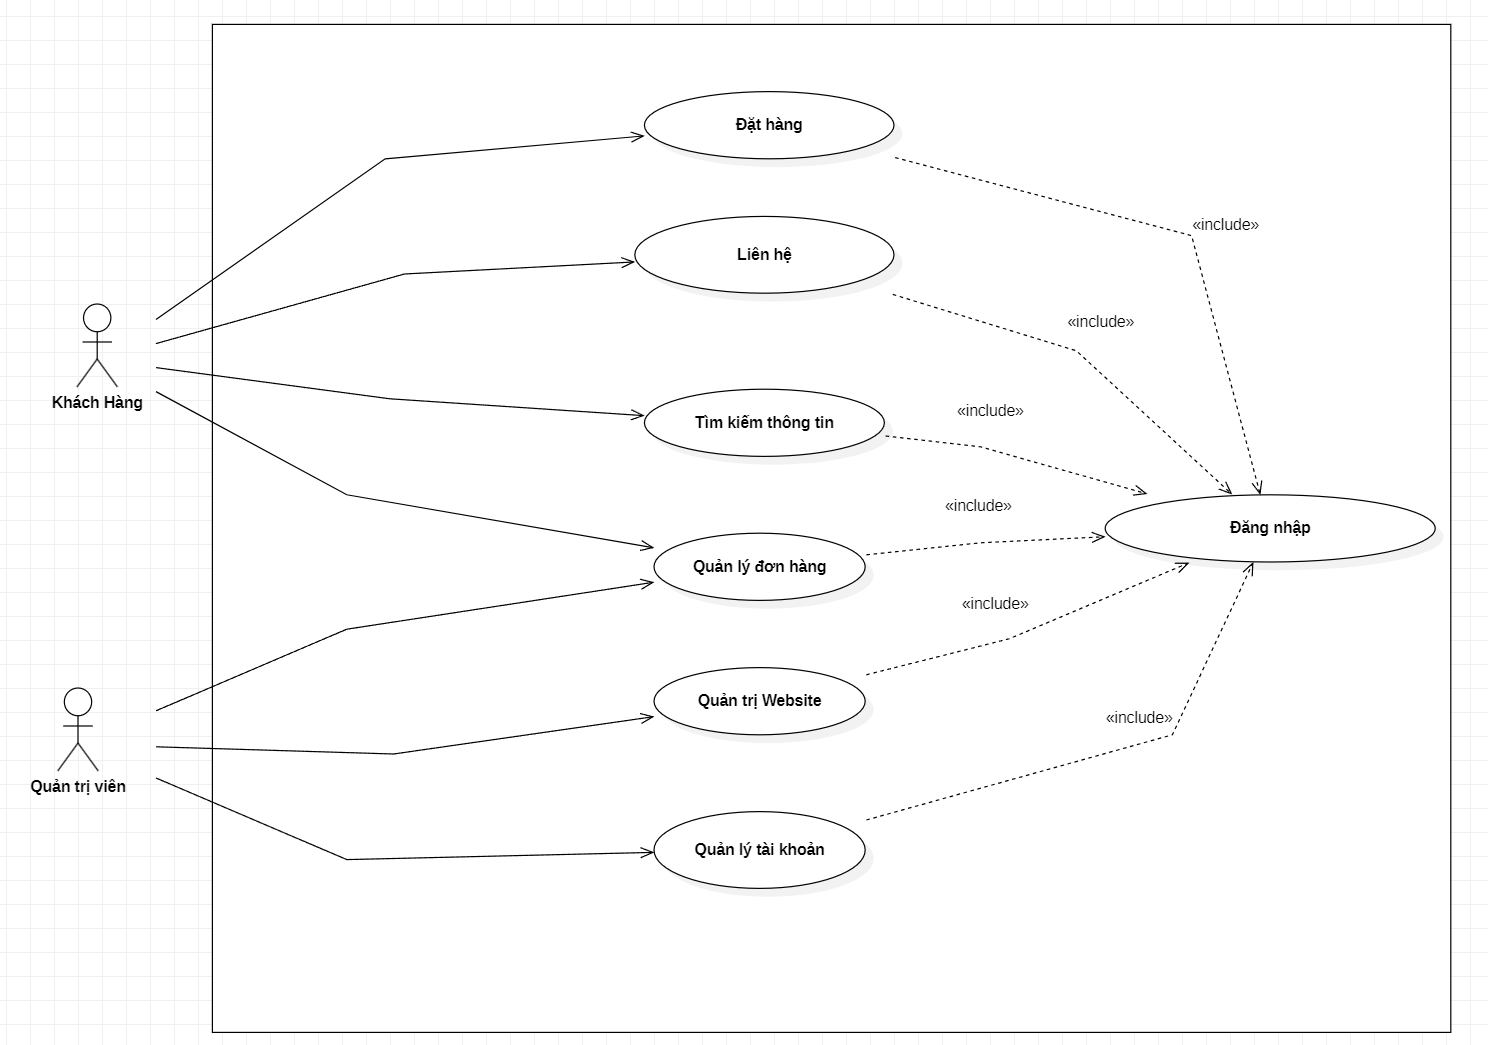 Đặt hàng
«include»
Liên hệ
«include»
Khách Hàng
Tìm kiếm thông tin
«include»
«include»
Đăng nhập
Quản lý đơn hàng
«include»
Quản trị Website
«include»
Quản trị viên
Quản lý tài khoản